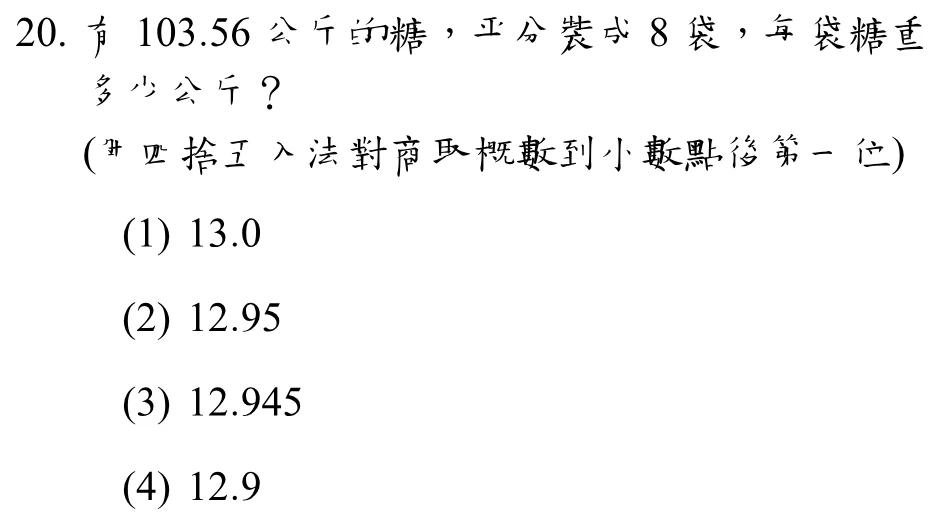 20. 有 103.56 公斤的糖，平分裝成 8 袋，每袋糖重
多少公斤？
(用四捨五入法對商取概數到小數點後第一位)
(1) 13.0
(2) 12.95
(3) 12.945
(4) 12.9